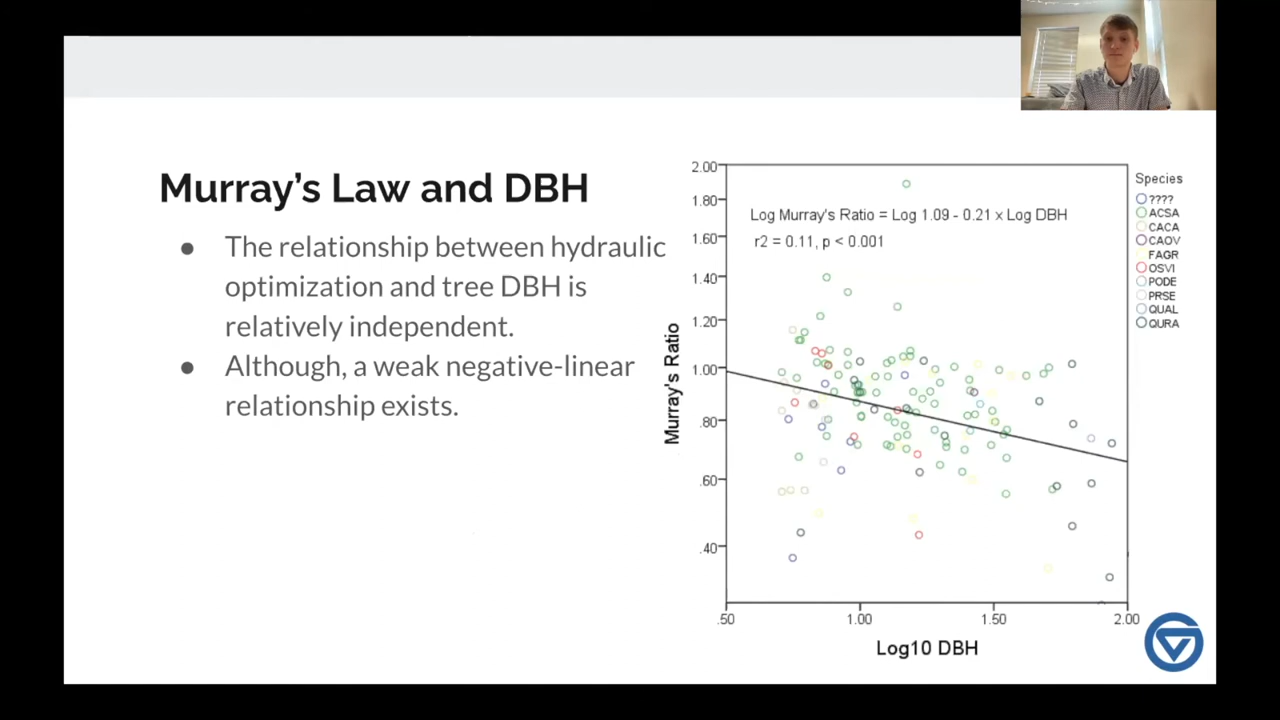 Murray's Law and DBH
● The relationship between hydraulic
optimization and tree DBH is
relatively independent.
● Although, a weak negative-linear
relationship exists.
Log Murray's Ratio = Log 1.09 - 0.21 x Log DBH
r2 = 0.11, p < 0.001
2.00
1.80
1.60
1.40
1.20
1.00
.80
.60
.40
Murray's Ratio
.50
1.00
1.50
2.00
Log10 DBH
Species
????
ACSA
CACA
CAOV
FAGR
OSVI
PODE
PRSE
QUAL
QURA